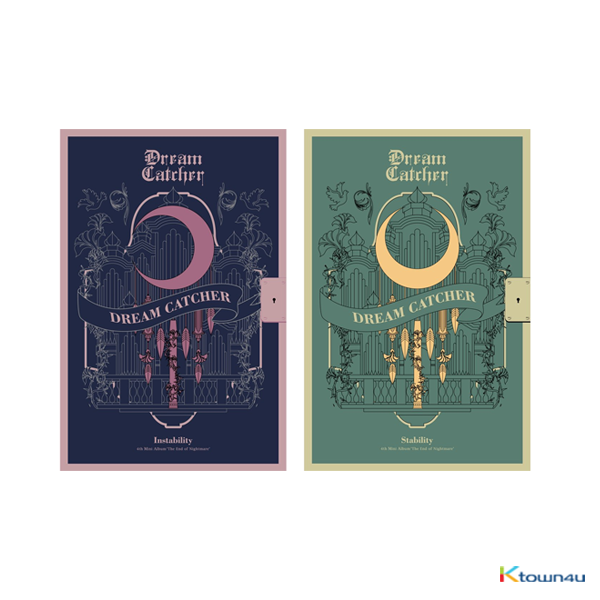 Dream
Catcher
DREAM CATCHER
Instability
4th Mini Album 'The End of Nightmare'
Dream
Catcher
DREAM CATCHER
Stability
4th Mini Album 'The End of Nightmare'
Ktown4u